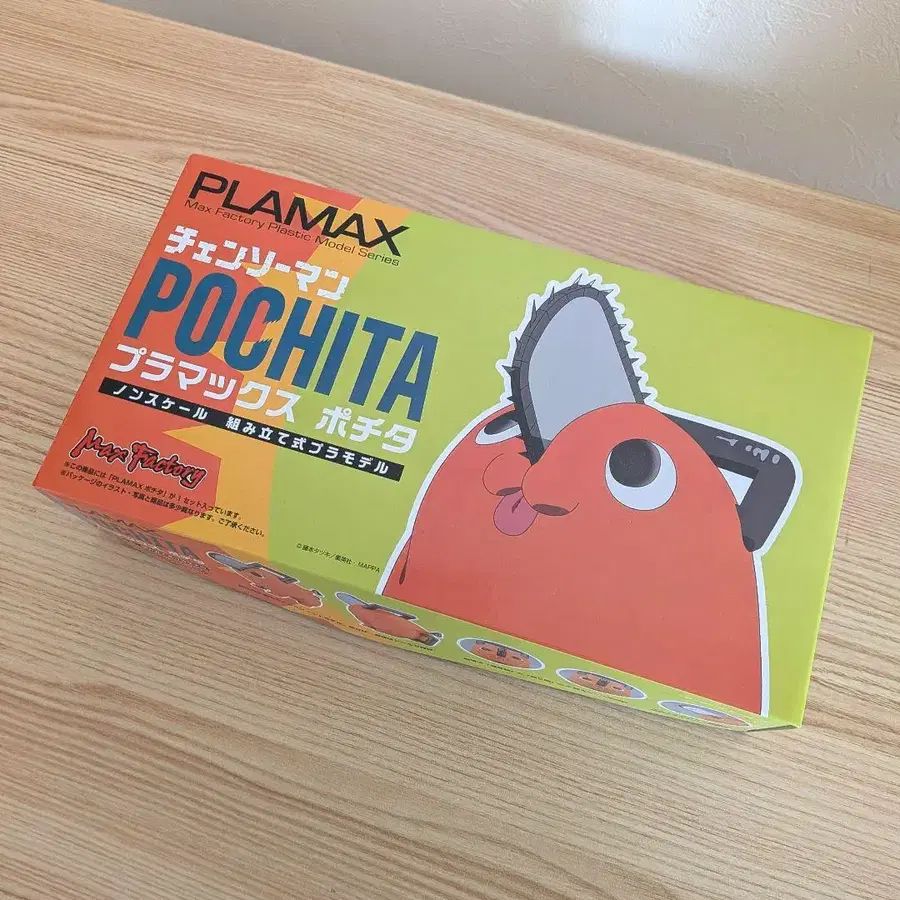 PLAMAX
Max Factory Plastic Model Series
チェンソーマン
POCHITA
プラマックス ポチタ
ノンスケール 組み立て式プラモデル
Max Factory
※この商品には「PLAMAX ポチタ」が1セット入っています。
※パッケージのイラスト・写真と商品は多少異なります。ご了承ください。
©藤本タツキ/集英社・MAPPA
POCHITA